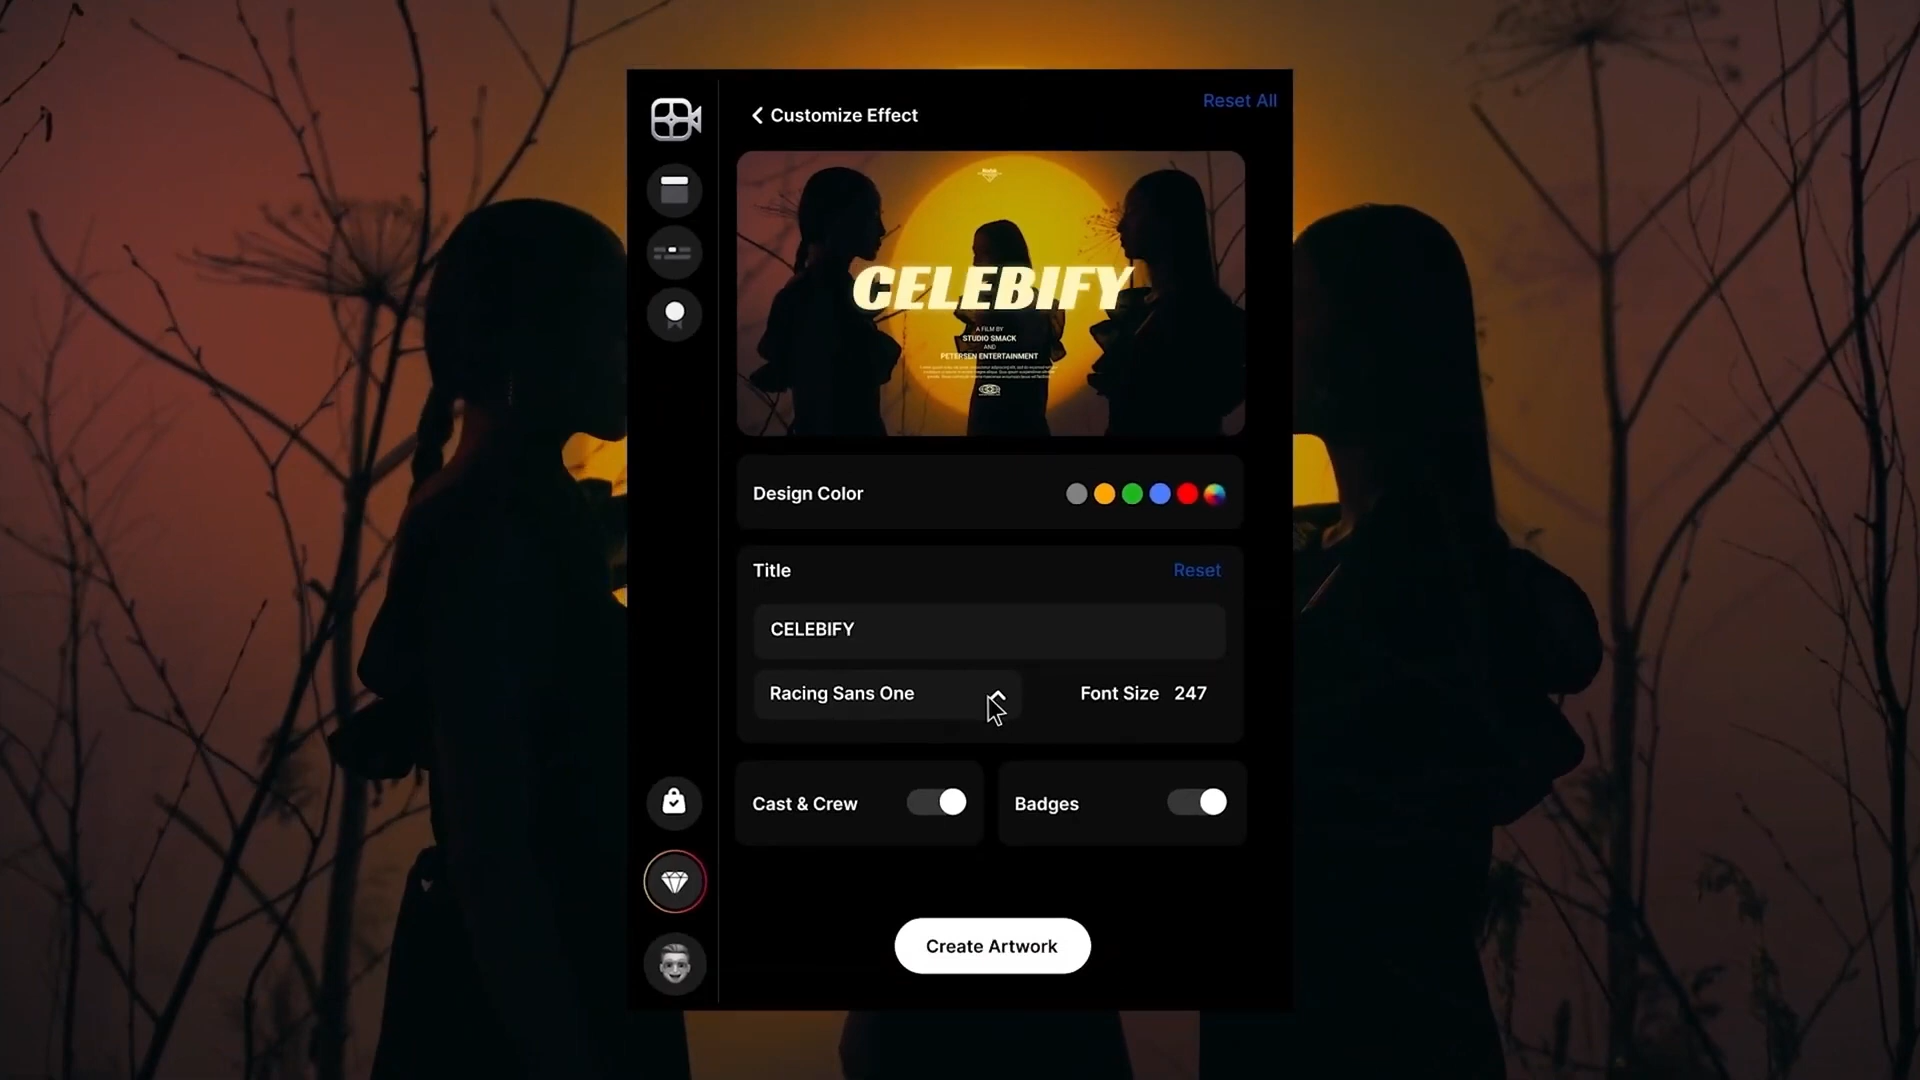 Customize Effect
Reset All
CELEBIFY
A FILM BY
STUDIO SMACK
AND
PETERSEN ENTERTAINMENT
Design Color
Title
Reset
CELEBIFY
Racing Sans One
Font Size 247
Cast & Crew
Badges
Create Artwork